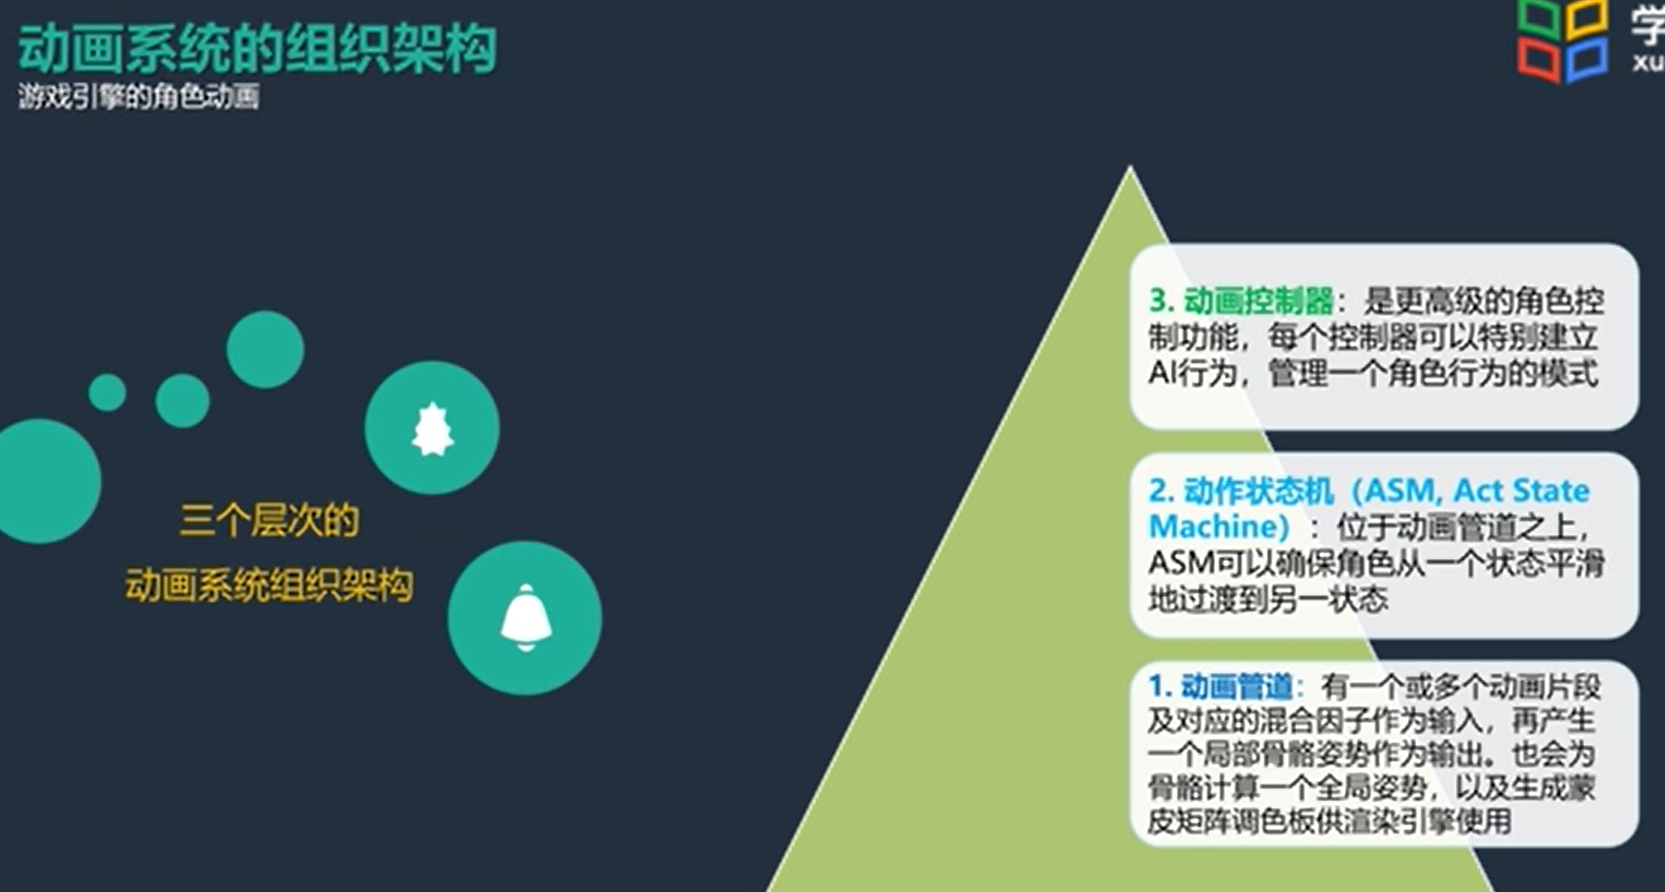 动画系统的组织架构
游戏引擎的角色动画
学
xu
三个层次的
动画系统组织架构
3. 动画控制器：是更高级的角色控
制功能，每个控制器可以特别建立
AI行为，管理一个角色行为的模式
2. 动作状态机（ASM, Act State
Machine）：位于动画管道之上，
ASM可以确保角色从一个状态平滑
地过渡到另一状态
1. 动画管道：有一个或多个动画片段
及对应的混合因子作为输入，再产生
一个局部骨骼姿势作为输出。也会为
骨骼计算一个全局姿势，以及生成蒙
皮矩阵调色板供渲染引擎使用